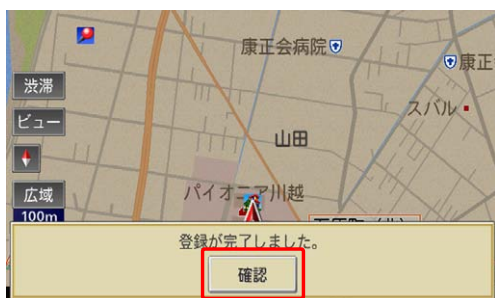 康正会病院
康正
渋滞
スバル
ビュー
山田
広域
パイオニア川越
100m
登録が完了しました。
確認